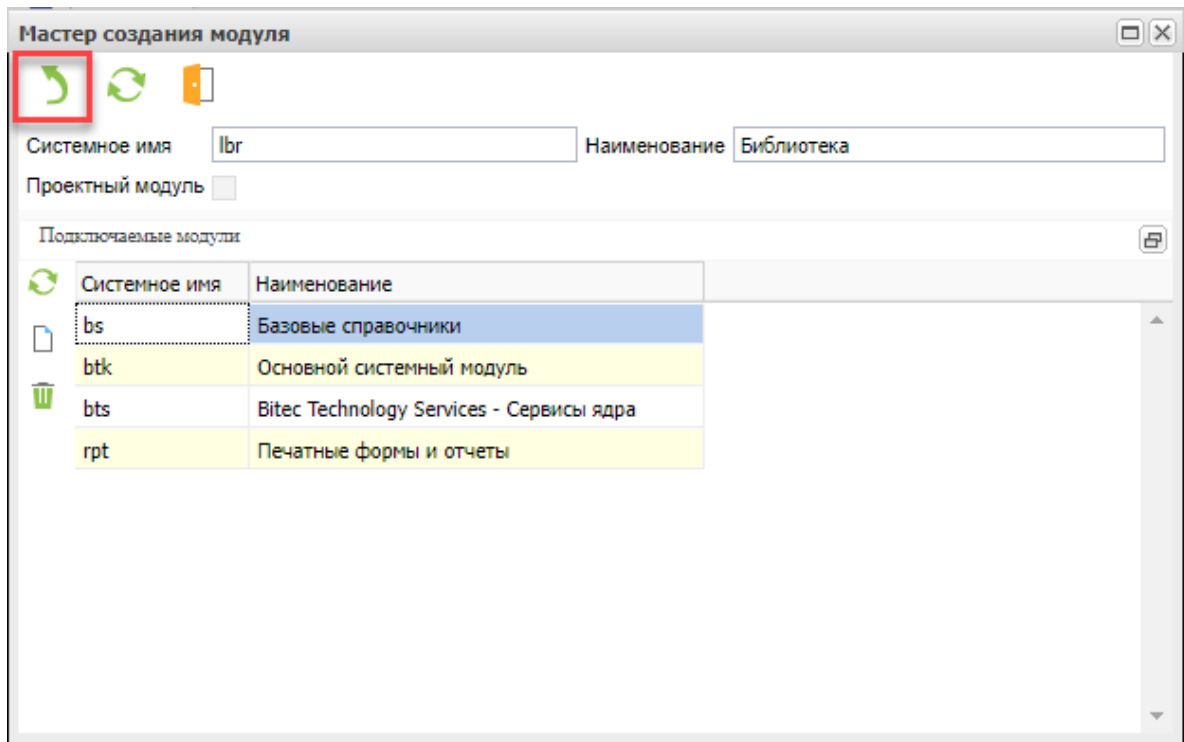 Мастер создания модуля
Системное имя lbr Наименование Библиотека
Проектный модуль
Подключаемые модули
Системное имя Наименование
bs Базовые справочники
btk Основной системный модуль
bts Bitec Technology Services - Сервисы ядра
rpt Печатные формы и отчеты